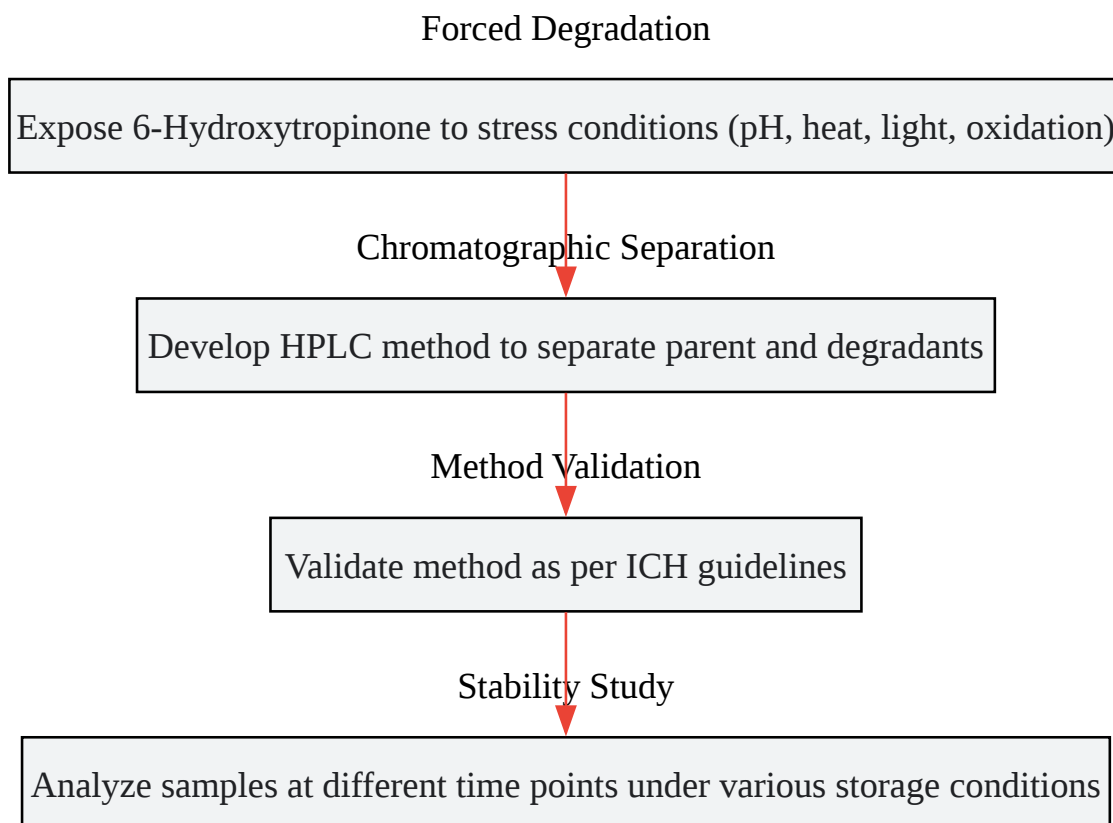 Forced Degradation
Expose 6-Hydroxytropinone to stress conditions (pH, heat, light, oxidation)
Chromatographic Separation
Develop HPLC method to separate parent and degradants
Method Validation
Validate method as per ICH guidelines
Stability Study
Analyze samples at different time points under various storage conditions